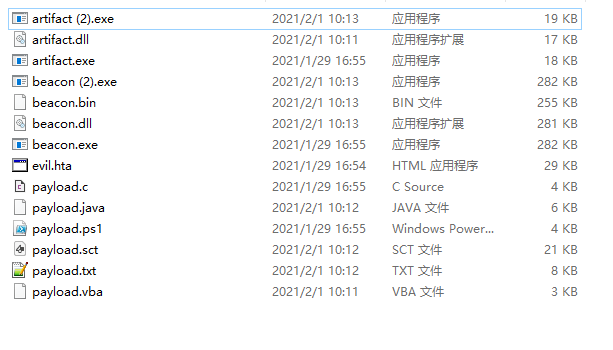 artifact (2).exe 2021/2/1 10:13 应用程序 19 KB
artifact.dll 2021/2/1 10:11 应用程序扩展 17 KB
artifact.exe 2021/1/29 16:55 应用程序 18 KB
beacon (2).exe 2021/2/1 10:13 应用程序 282 KB
beacon.bin 2021/2/1 10:13 BIN 文件 255 KB
beacon.dll 2021/2/1 10:13 应用程序扩展 281 KB
beacon.exe 2021/1/29 16:55 应用程序 282 KB
evil.hta 2021/1/29 16:54 HTML 应用程序 29 KB
payload.c 2021/1/29 16:55 C Source 4 KB
payload.java 2021/2/1 10:12 JAVA 文件 6 KB
payload.ps1 2021/1/29 16:55 Windows Power... 4 KB
payload.sct 2021/2/1 10:12 SCT 文件 21 KB
payload.txt 2021/2/1 10:12 TXT 文件 8 KB
payload.vba 2021/2/1 10:11 VBA 文件 3 KB